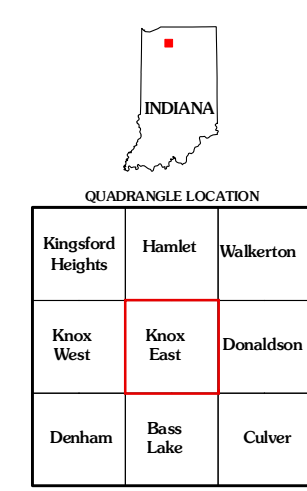 INDIANA
QUADRANGLE LOCATION
Kingsford
Heights
Hamlet
Walkerton
Knox
West
Knox
East
Donaldson
Denham
Bass
Lake
Culver